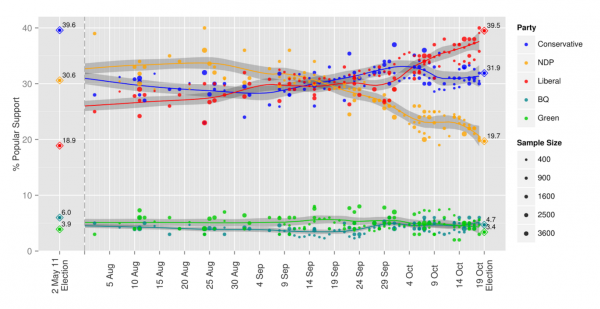 % Popular Support
40
30
20
10
0
39.6
30.6
18.9
6.0
3.9
39.5
31.9
19.7
4.7
3.4
2 May 11
Election
5 Aug
10 Aug
15 Aug
20 Aug
25 Aug
30 Aug
4 Sep
9 Sep
14 Sep
19 Sep
24 Sep
29 Sep
4 Oct
9 Oct
14 Oct
19 Oct
Election
Party
Conservative
NDP
Liberal
BQ
Green
Sample Size
400
900
1600
2500
3600